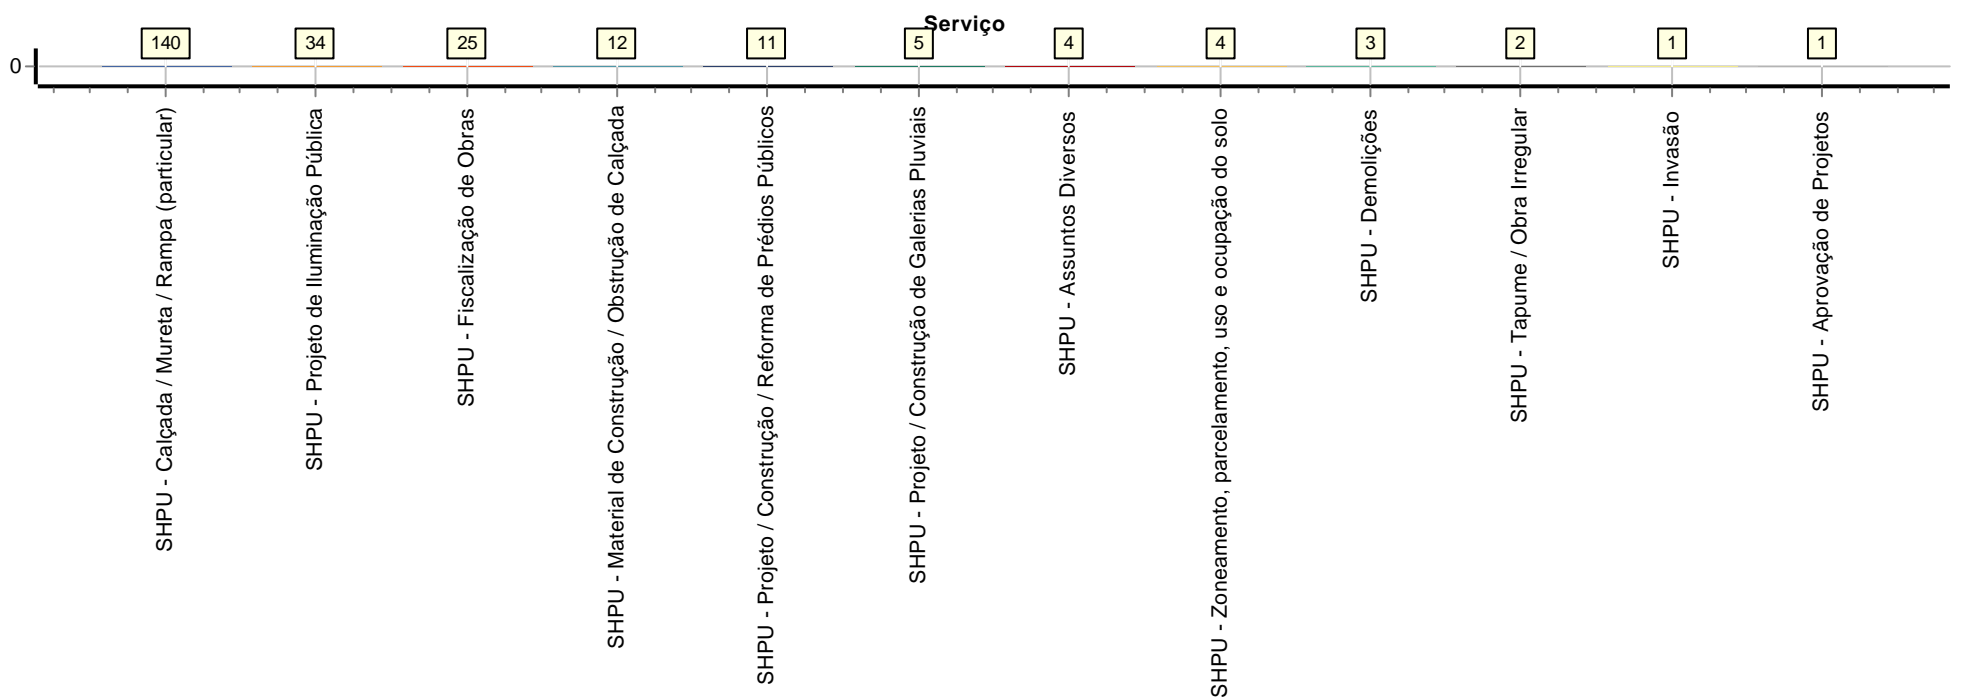 Serviço
140
34
25
12
11
5
4
4
3
2
1
1
0
SHPU - Calçada / Mureta / Rampa (particular)
SHPU - Projeto de Iluminação Pública
SHPU - Fiscalização de Obras
SHPU - Material de Construção / Obstrução de Calçada
SHPU - Projeto / Construção / Reforma de Prédios Públicos
SHPU - Projeto / Construção de Galerias Pluviais
SHPU - Assuntos Diversos
SHPU - Zoneamento, parcelamento, uso e ocupação do solo
SHPU - Demolições
SHPU - Tapume / Obra Irregular
SHPU - Invasão
SHPU - Aprovação de Projetos